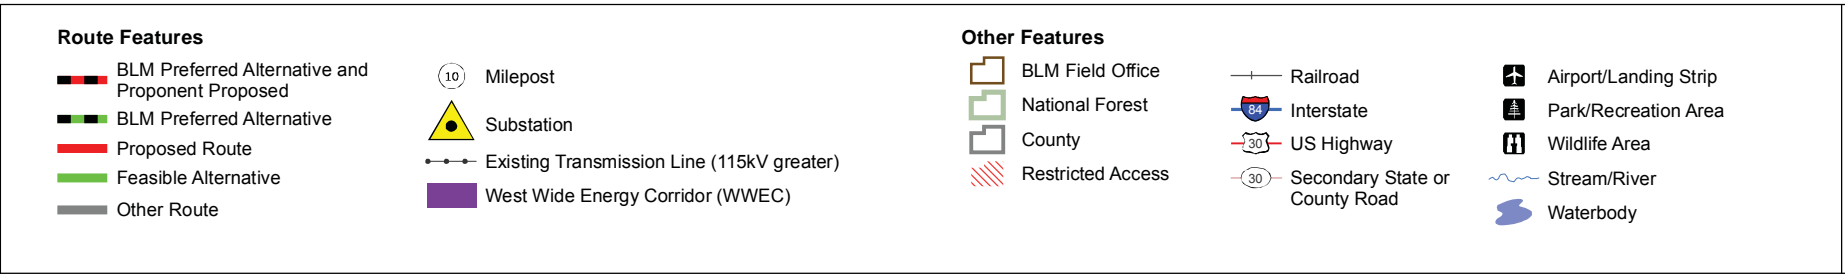 Route Features
BLM Preferred Alternative and
Proponent Proposed
BLM Preferred Alternative
Proposed Route
Feasible Alternative
Other Route
10
Milepost
Substation
Existing Transmission Line (115kV greater)
West Wide Energy Corridor (WWEC)
Other Features
BLM Field Office
National Forest
County
Restricted Access
Railroad
84
Interstate
30
US Highway
30
Secondary State or
County Road
Airport/Landing Strip
Park/Recreation Area
Wildlife Area
Stream/River
Waterbody